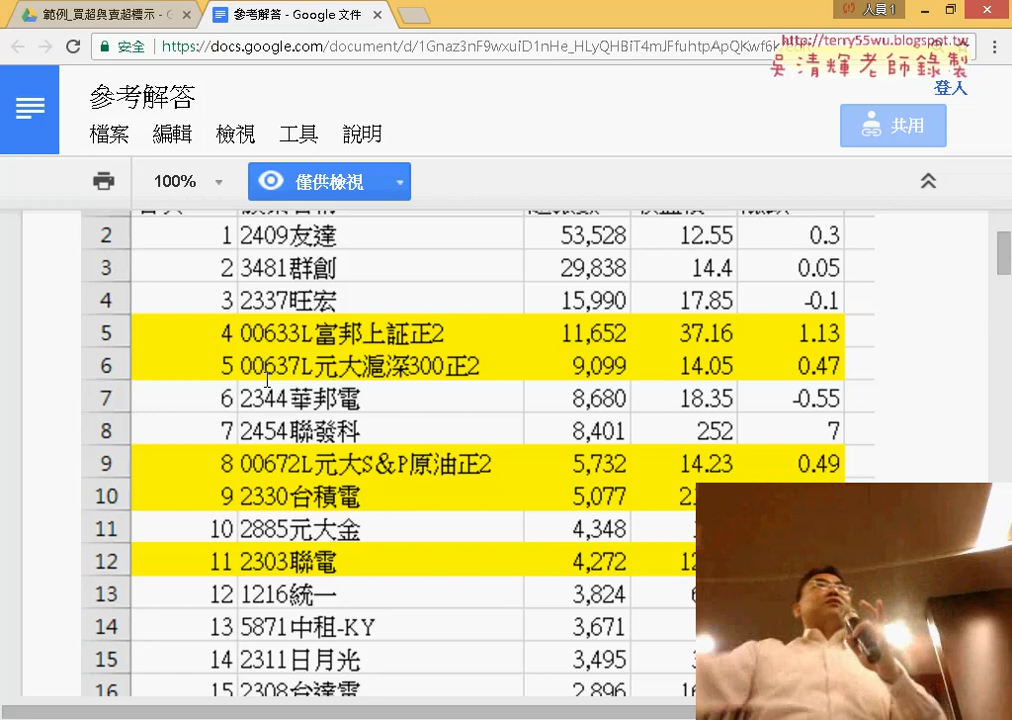 範例_買超與賣超標示 - G
參考解答 - Google 文件
人員 1
安全 https://docs.google.com/document/d/1Gnaz3nF9wxuiD1nHe_HLyQHBiT4mJFfuhtpApQKwf6k
http://terry55wu.blogspot.tw
吳清輝老師錄製
參考解答
登入
檔案 編輯 檢視 工具 說明
共用
100% 僅供檢視
2 1 2409友達 53,528 12.55 0.3
3 2 3481群創 29,838 14.4 0.05
4 3 2337旺宏 15,990 17.85 -0.1
5 4 00633L富邦上証正2 11,652 37.16 1.13
6 5 00637L元大滬深300正2 9,099 14.05 0.47
7 6 2344華邦電 8,680 18.35 -0.55
8 7 2454聯發科 8,401 252 7
9 8 00672L元大S&P原油正2 5,732 14.23 0.49
10 9 2330台積電 5,077
11 10 2885元大金 4,348
12 11 2303聯電 4,272
13 12 1216統一 3,824
14 13 5871中租-KY 3,671
15 14 2311日月光 3,495
16 15 2308台達電 2,896